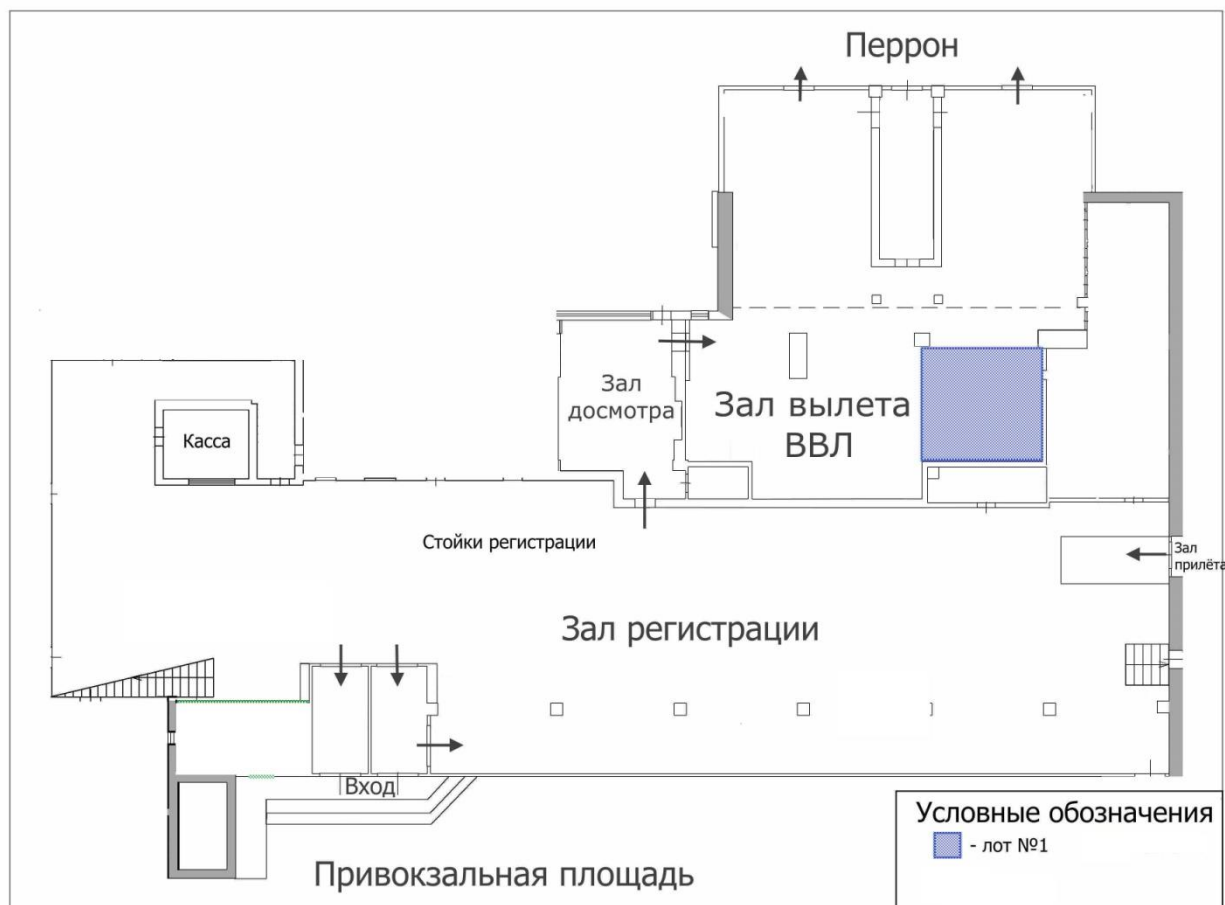 Перрон
Зал
досмотра
Зал вылета
ВВЛ
Касса
Стойки регистрации
Зал
прилёта
Зал регистрации
Вход
Условные обозначения
- лот №1
Привокзальная площадь